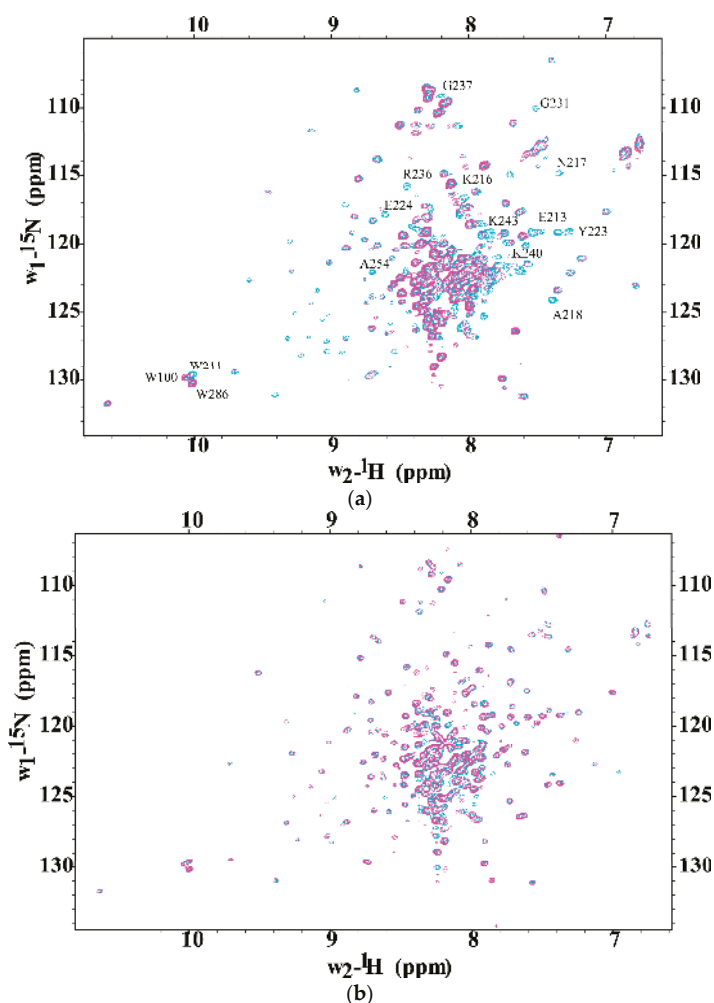 10 9 8 7
110 G237 110
G231
115 N217 115
R236 K216
E224 K243 E213
120 Y223 120
A254 K240
125 A218 125
130 W100 W211 130
W286
10 9 8 7
w1-15N (ppm)
w2-1H (ppm)
(a)
10 9 8 7
110 110
115 115
120 120
125 125
130 130
10 9 8 7
w1-15N (ppm)
w2-1H (ppm)
(b)